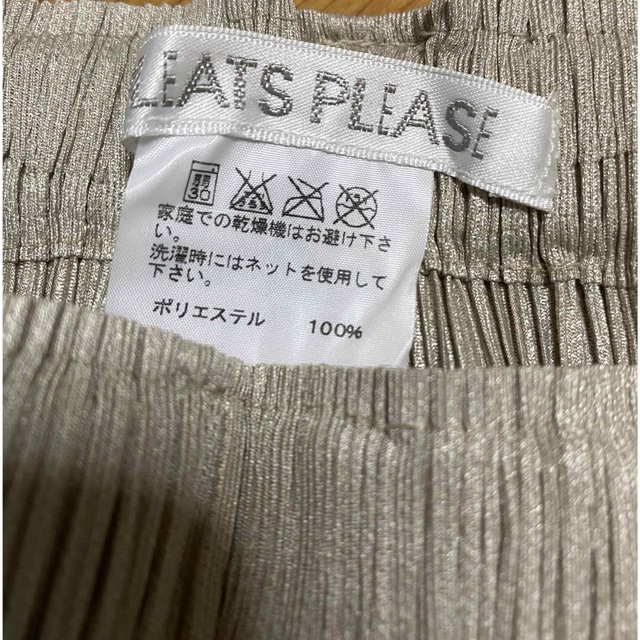 LEATS PLEASE
30
家庭での乾燥機はお避け下さ
い。
洗濯時にはネットを使用して
下さい。
ポリエステル 100%